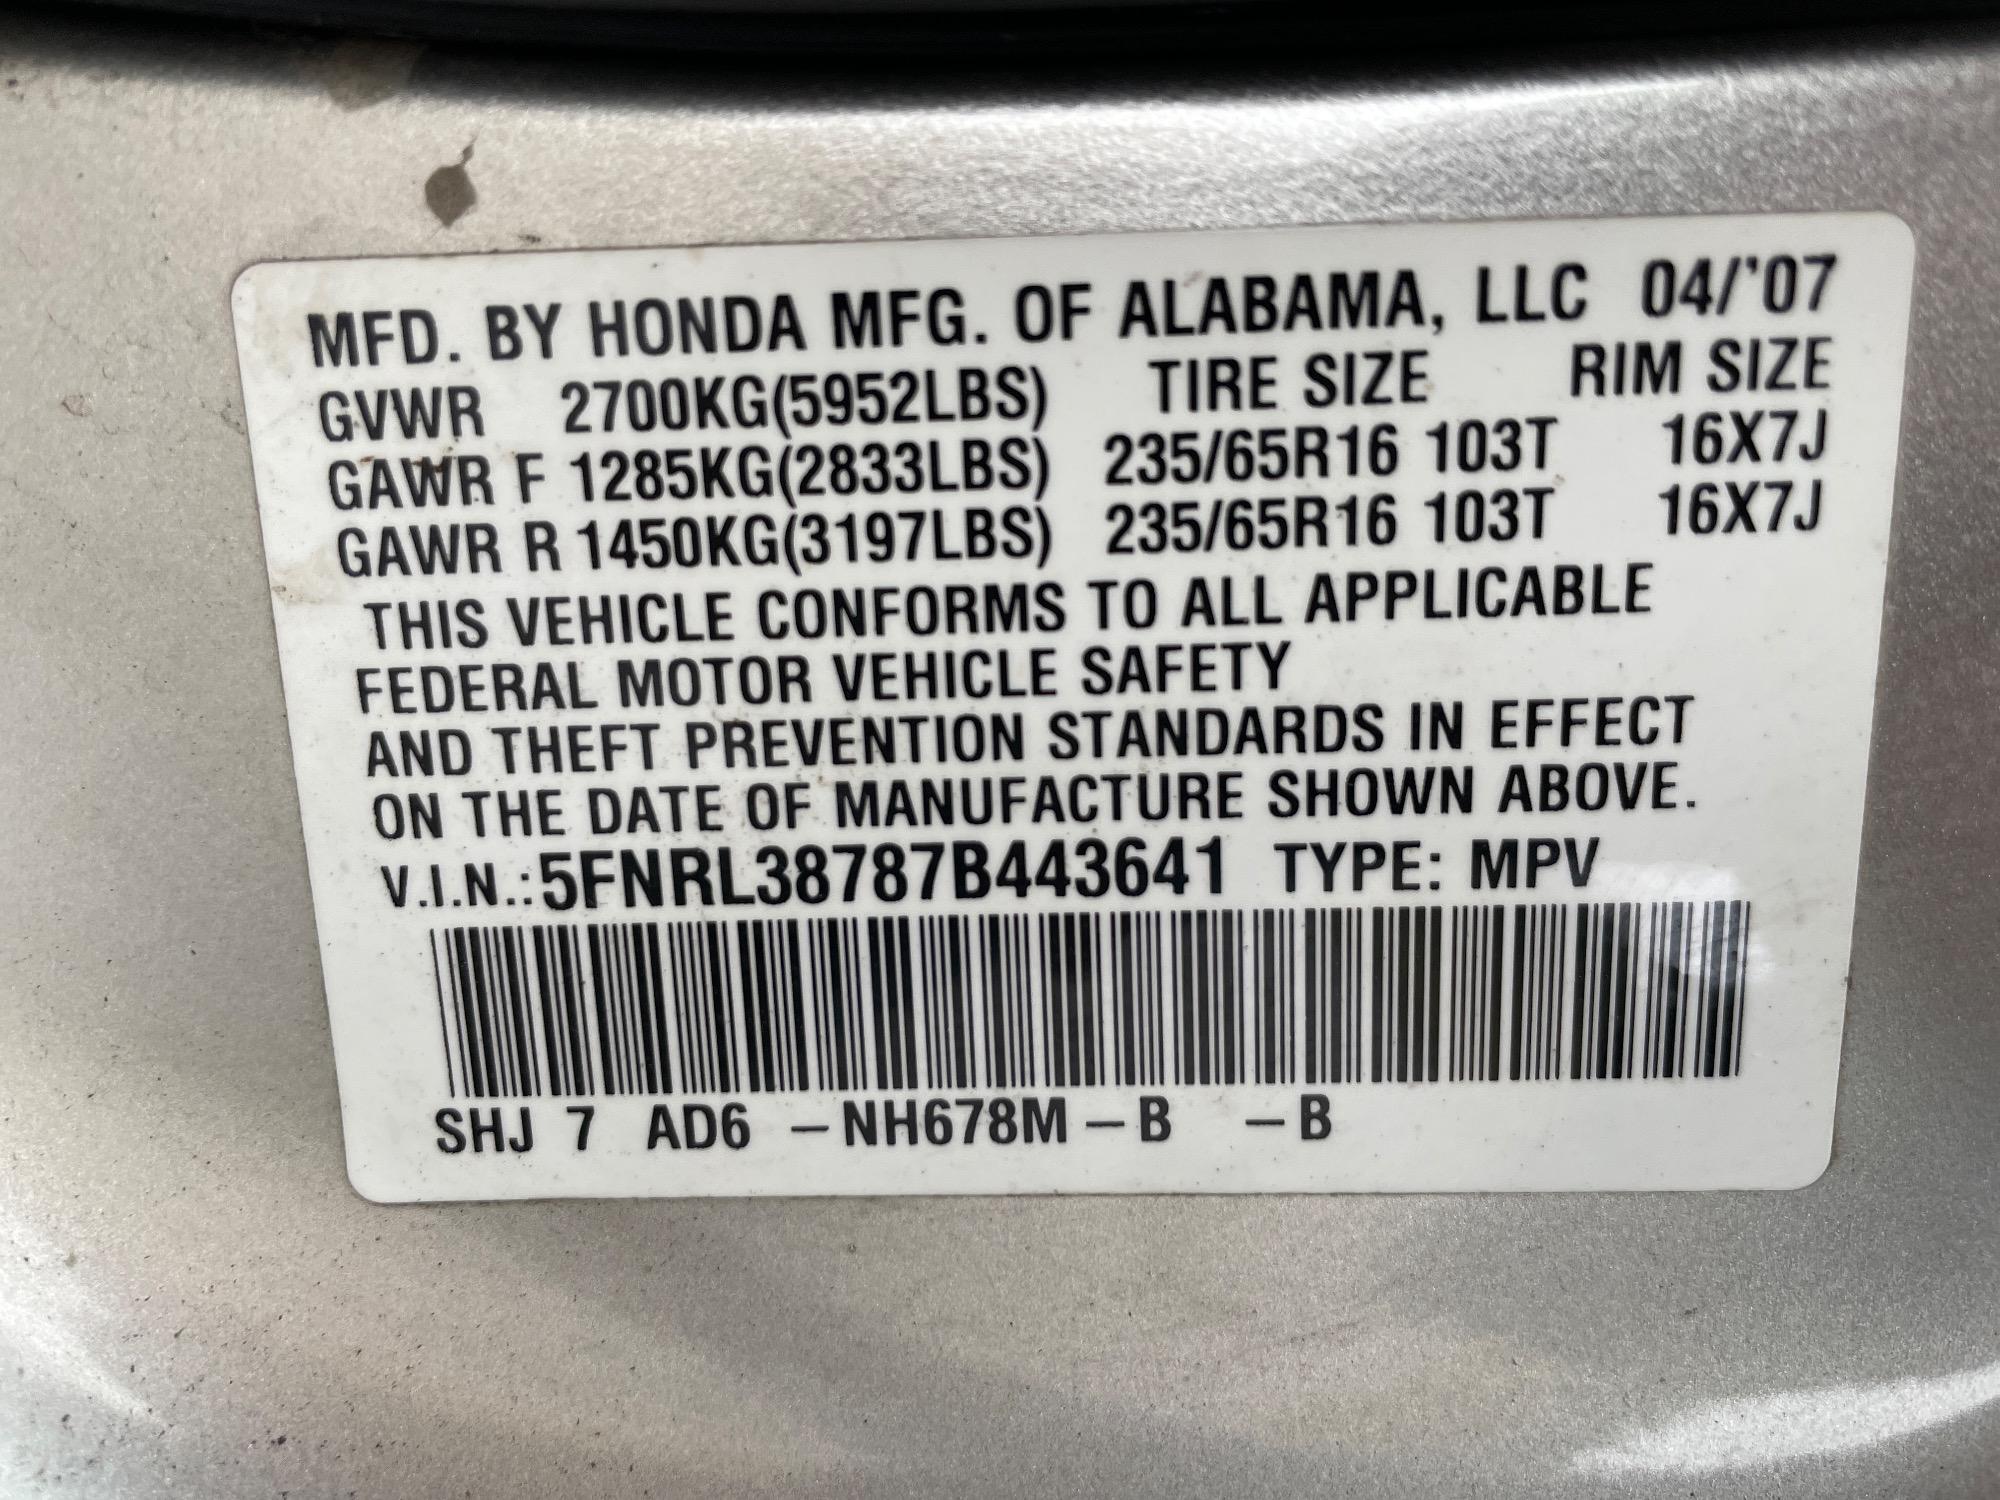 MFD. BY HONDA MFG. OF ALABAMA, LLC 04/'07
GVWR 2700KG(5952LBS) TIRE SIZE RIM SIZE
GAWR F 1285KG(2833LBS) 235/65R16 103T 16X7J
GAWR R 1450KG(3197LBS) 235/65R16 103T 16X7J
THIS VEHICLE CONFORMS TO ALL APPLICABLE
FEDERAL MOTOR VEHICLE SAFETY
AND THEFT PREVENTION STANDARDS IN EFFECT
ON THE DATE OF MANUFACTURE SHOWN ABOVE.
V.I.N.:5FNRL38787B443641 TYPE: MPV
SHJ 7 AD6 –NH678M–B –B